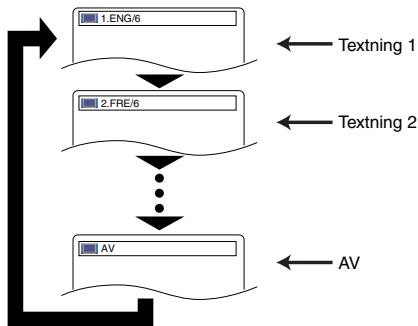 1.ENG/6
Textning 1
2.FRE/6
Textning 2
AV
AV